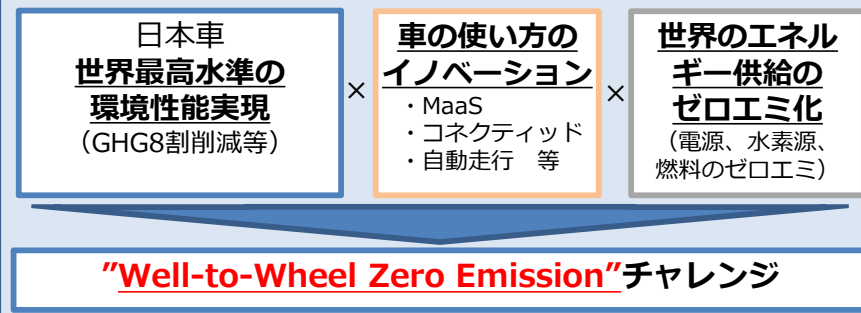 日本車
世界最高水準の
環境性能実現
（GHG8割削減等）
×
車の使い方の
イノベーション
・MaaS
・コネクティッド
・自動走行　等
×
世界のエネル
ギー供給の
ゼロエミ化
（電源、水素源、
燃料のゼロエミ）
”Well-to-Wheel Zero Emission”チャレンジ